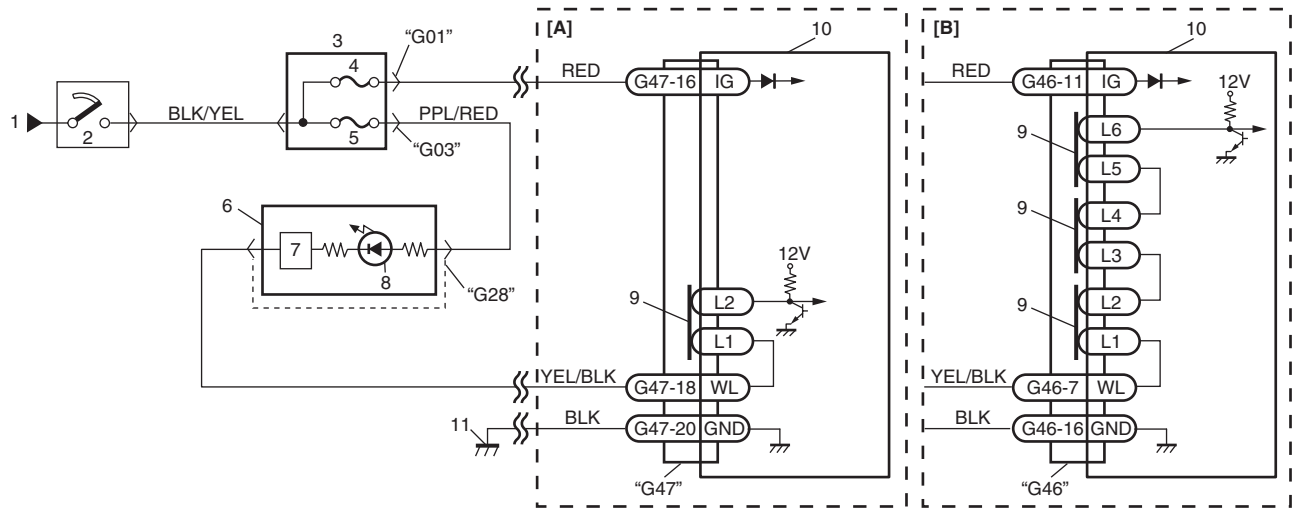 [A]
[B]
3
"G01"
10
10
4
RED
G47-16 IG
RED
G46-11 IG
12V
1
2
BLK/YEL
5
PPL/RED
"G03"
9
L6
L5
6
7
8
"G28"
9
L4
L3
12V
9
L2
L1
9
L2
L1
YEL/BLK
G47-18 WL
YEL/BLK
G46-7 WL
11
BLK
G47-20 GND
BLK
G46-16 GND
"G47"
"G46"